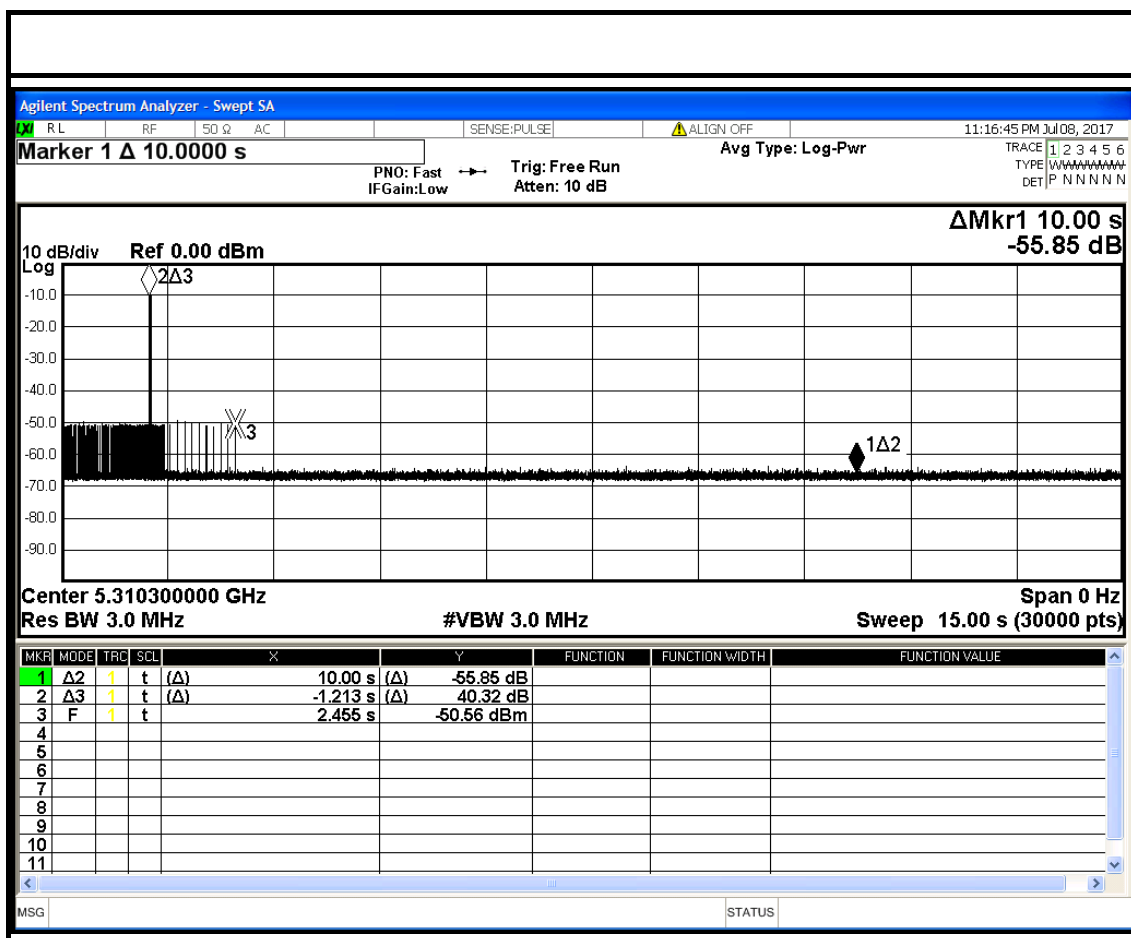 Agilent Spectrum Analyzer - Swept SA
LXI RL RF 50 Ω AC SENSE:PULSE ALIGN OFF 11:16:45 PM Jul 08, 2017
Marker 1 Δ 10.0000 s
PNO: Fast
IFGain:Low
Trig: Free Run
Atten: 10 dB
Avg Type: Log-Pwr
TRACE 1 2 3 4 5 6
TYPE WWWWWW
DET P N N N N N
ΔMkr1 10.00 s
-55.85 dB
10 dB/div Ref 0.00 dBm
Log
2Δ3
-10.0
-20.0
-30.0
-40.0
-50.0
3
1Δ2
-60.0
-70.0
-80.0
-90.0
Center 5.310300000 GHz Span 0 Hz
Res BW 3.0 MHz #VBW 3.0 MHz Sweep 15.00 s (30000 pts)
MKR MODE TRC SCL X Y FUNCTION FUNCTION WIDTH FUNCTION VALUE
1 Δ2 1 t (Δ) 10.00 s (Δ) -55.85 dB
2 Δ3 1 t (Δ) -1.213 s (Δ) 40.32 dB
3 F 1 t 2.455 s -50.56 dBm
4
5
6
7
8
9
10
11
MSG STATUS